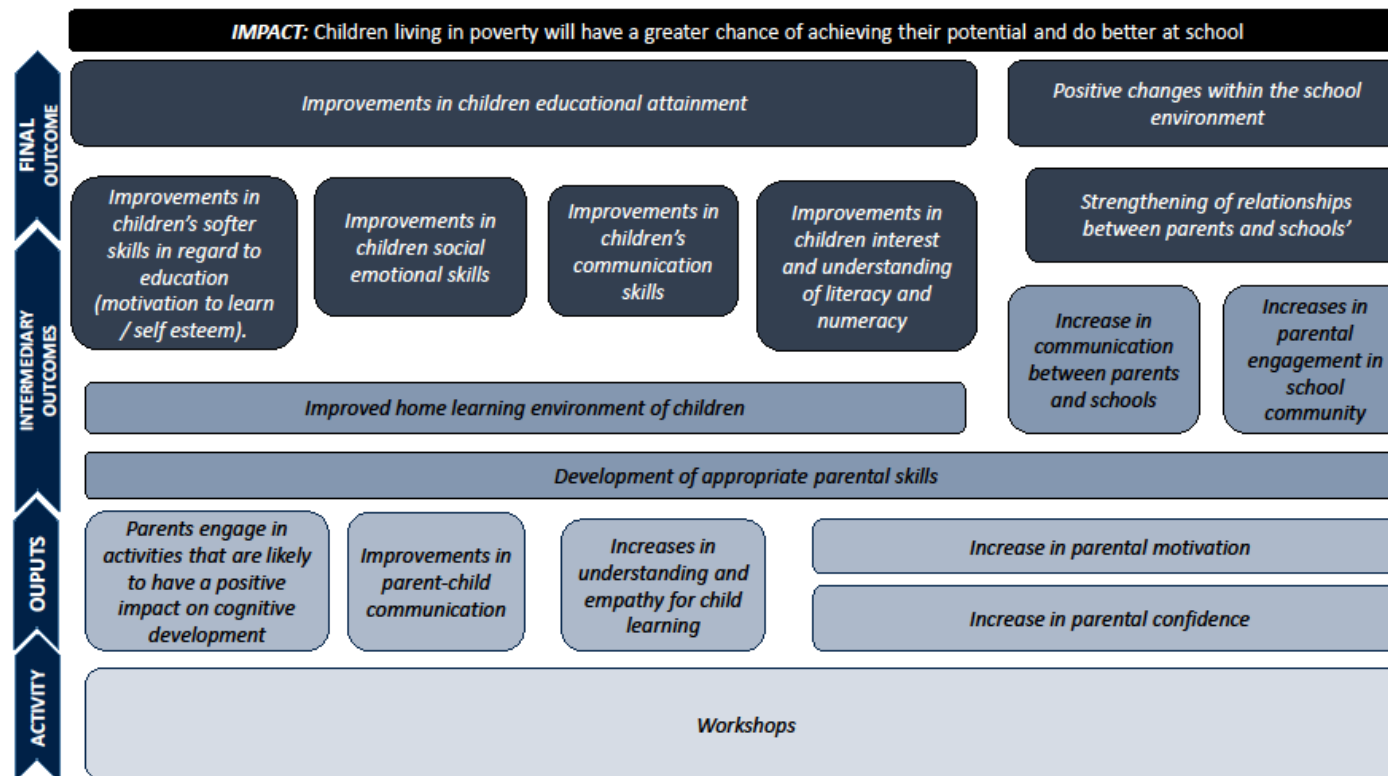 IMPACT: Children living in poverty will have a greater chance of achieving their potential and do better at school
FINAL
OUTCOME
Improvements in children educational attainment
Positive changes within the school
environment
Improvements in
children's softer
skills in regard to
education
(motivation to learn
/ self esteem).
Improvements in
children social
emotional skills
Improvements in
children's
communication
skills
Improvements in
children interest
and understanding
of literacy and
numeracy
Strengthening of relationships
between parents and schools’
INTERMEDIARY
OUTCOMES
Increase in
communication
between parents
and schools
Increases in
parental
engagement in
school
community
Improved home learning environment of children
Development of appropriate parental skills
OUPUTS
Parents engage in
activities that are likely
to have a positive
impact on cognitive
development
Improvements in
parent-child
communication
Increases in
understanding and
empathy for child
learning
Increase in parental motivation
Increase in parental confidence
ACTIVITY
Workshops